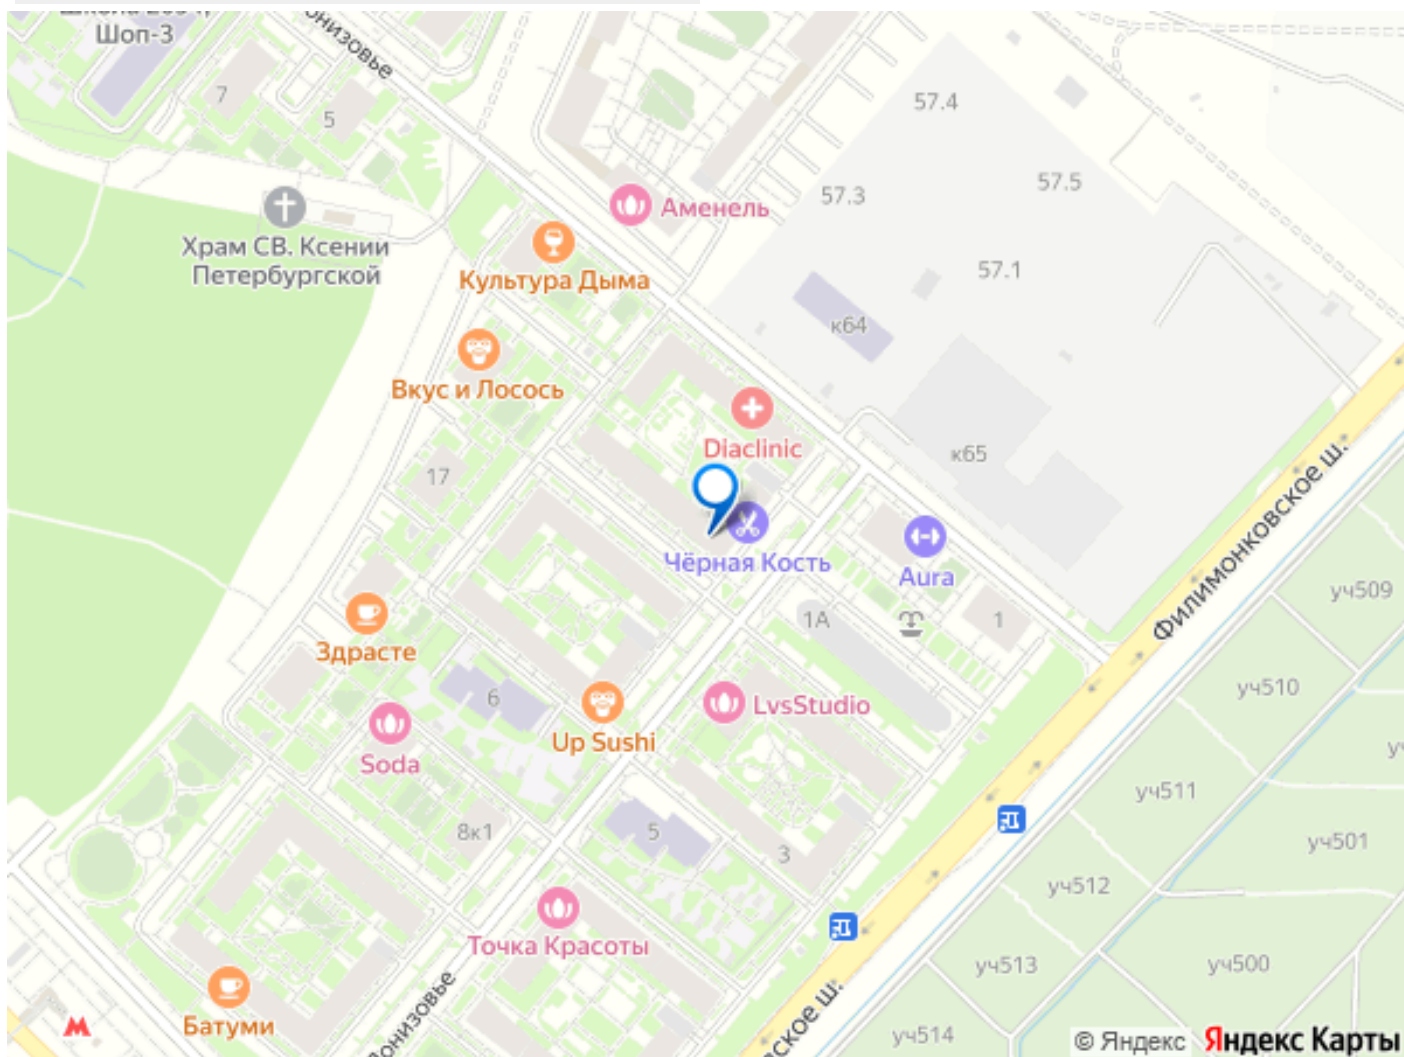 Шоп-3
онизовье
7
5
57.4
57.5
57.3
57.1
Аменель
Храм СВ. Ксении
Петербургской
Культура Дыма
к64
Вкус и Лосось
Diaclinic
17
к65
Филимонковское ш.
Чёрная Кость
Aura
уч509
1А
1
Здрасте
6
уч510
LvsStudio
Up Sushi
Soda
уч511
8к1
5
3
уч501
уч512
Точка Красоты
уч513
уч500
Батуми
онизовье
вское ш.
уч514
© Яндекс
Яндекс Карты